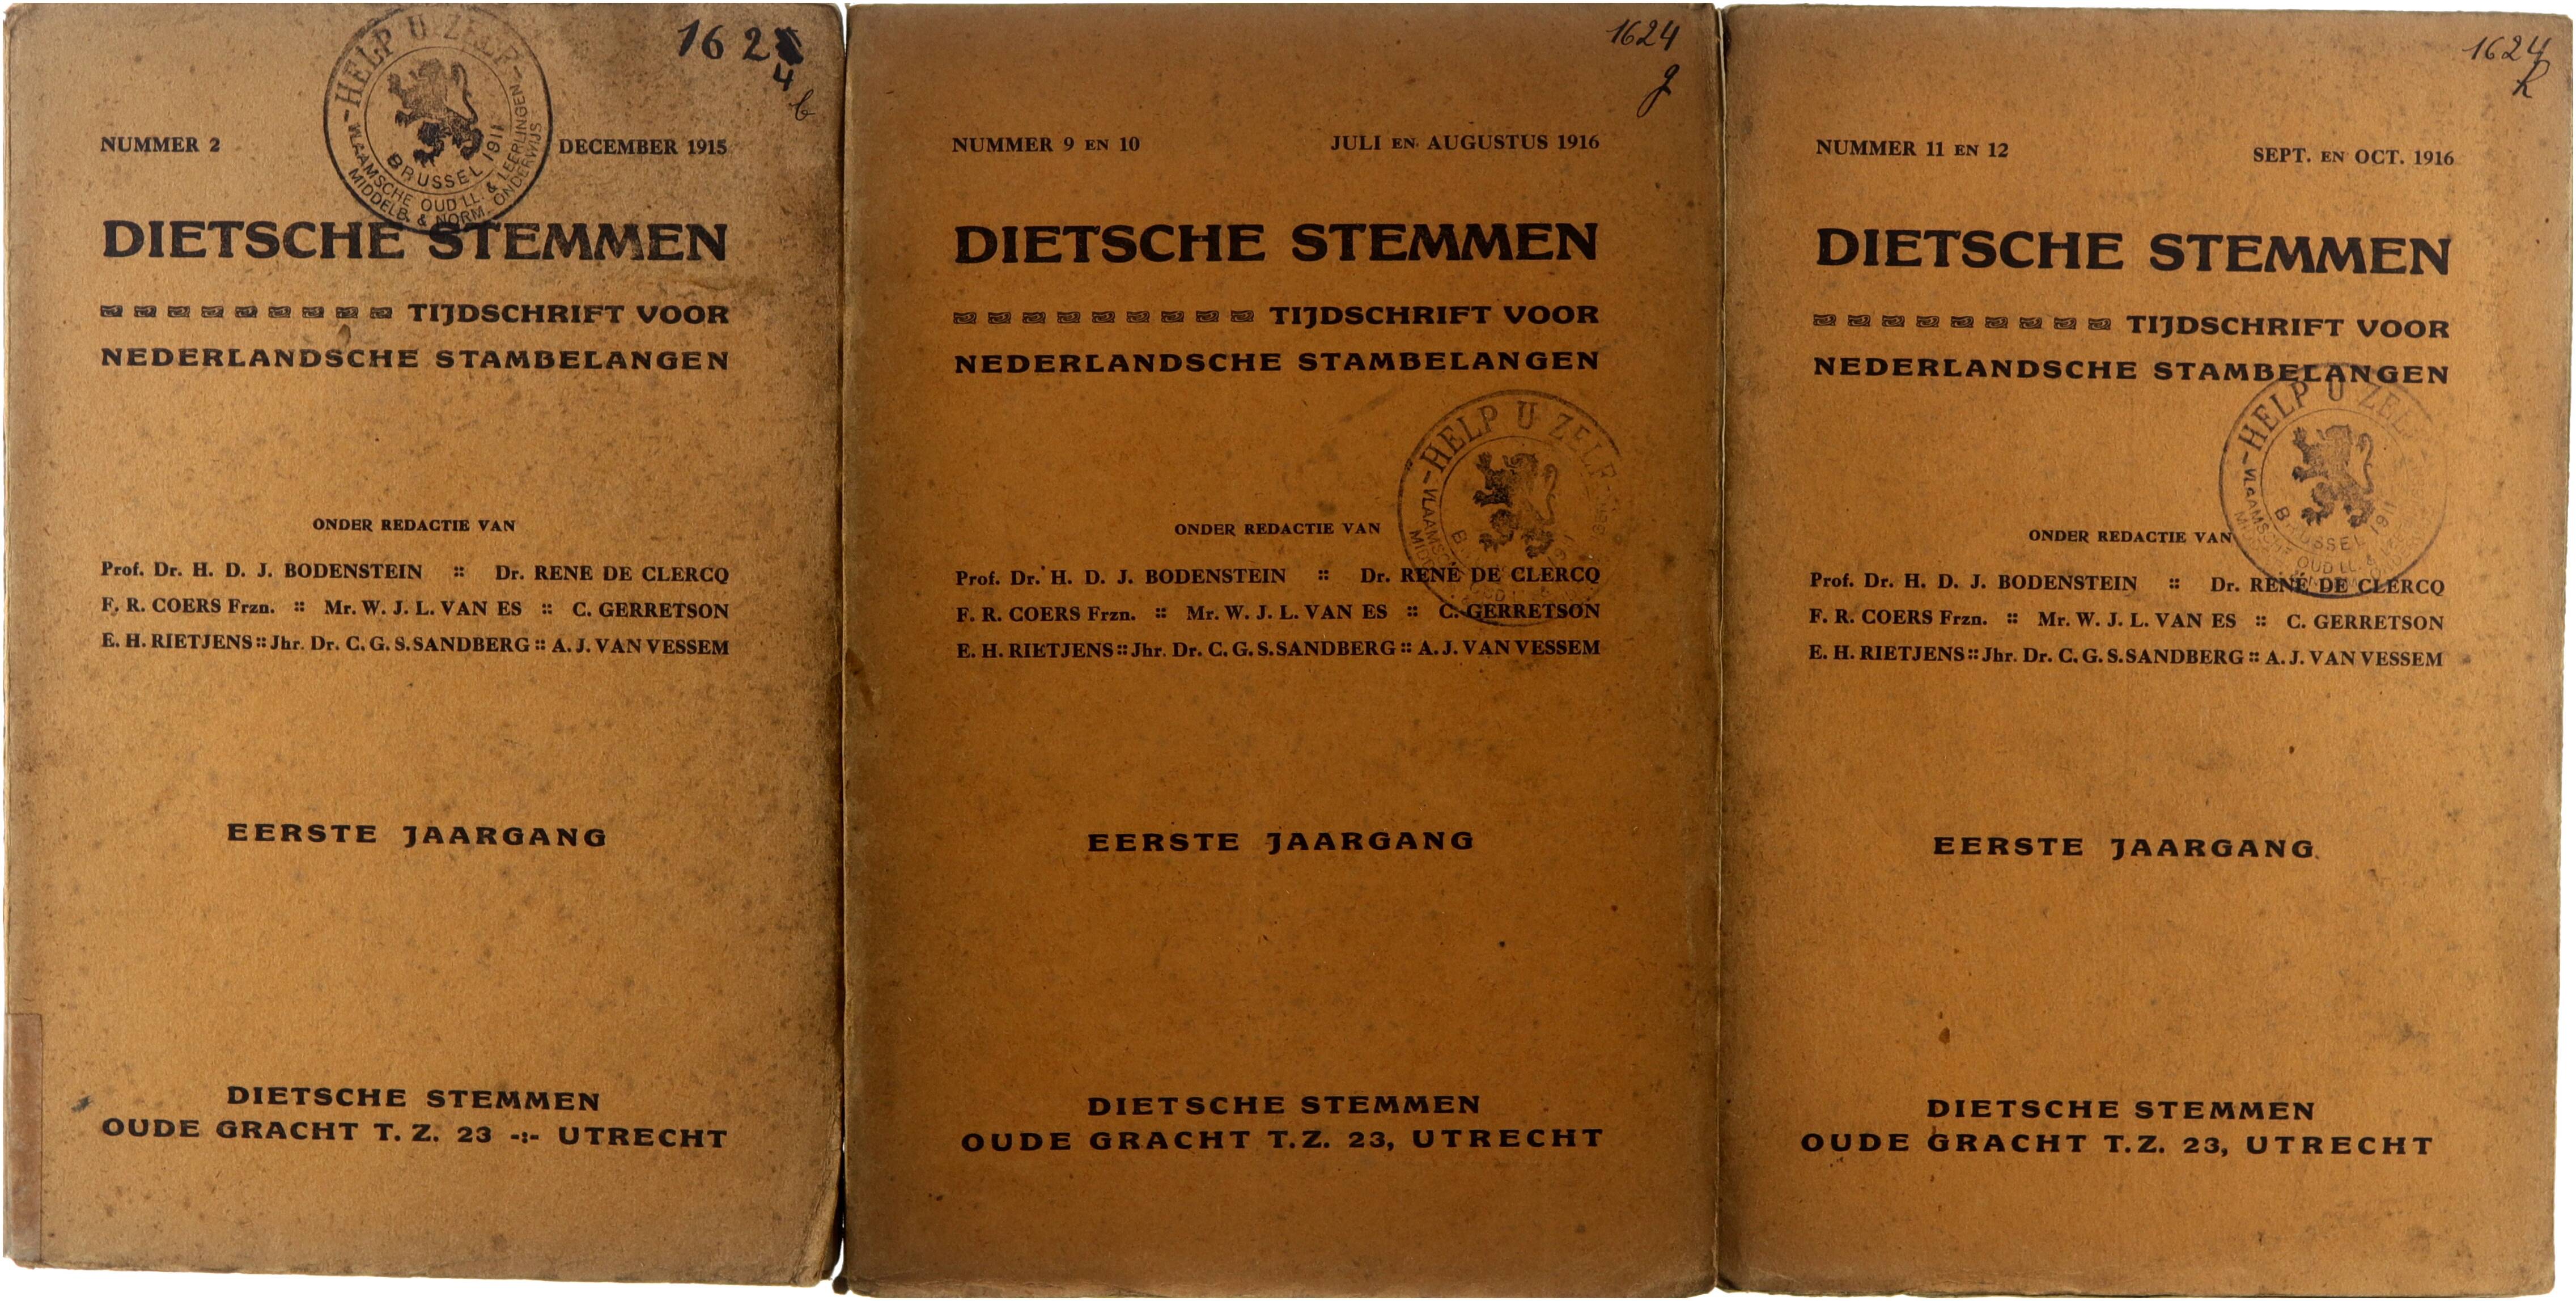 1624
b
HELP U ZELF
BRUSSEL 1911
VLAAMSCHE OUD LL. & LEERLINGEN
MIDDELB. & NORM. ONDERWIJS
NUMMER 2 DECEMBER 1915
DIETSCHE STEMMEN
TIJDSCHRIFT VOOR
NEDERLANDSCHE STAMBELANGEN
ONDER REDACTIE VAN
Prof. Dr. H. D. J. BODENSTEIN :: Dr. RENE DE CLERCQ
F. R. COERS Frzn. :: Mr. W. J. L. VAN ES :: C. GERRETSON
E. H. RIETJENS :: Jhr. Dr. C. G. S. SANDBERG :: A. J. VAN VESSEM
EERSTE JAARGANG
DIETSCHE STEMMEN
OUDE GRACHT T. Z. 23 -:- UTRECHT
1624
g
NUMMER 9 EN 10 JULI EN AUGUSTUS 1916
DIETSCHE STEMMEN
TIJDSCHRIFT VOOR
NEDERLANDSCHE STAMBELANGEN
HELP U ZELF
ONDER REDACTIE VAN
Prof. Dr. H. D. J. BODENSTEIN :: Dr. RENÉ DE CLERCQ
F. R. COERS Frzn. :: Mr. W. J. L. VAN ES :: C. GERRETSON
E. H. RIETJENS :: Jhr. Dr. C. G. S. SANDBERG :: A. J. VAN VESSEM
EERSTE JAARGANG
DIETSCHE STEMMEN
OUDE GRACHT T. Z. 23, UTRECHT
1624
h
NUMMER 11 EN 12 SEPT. EN OCT. 1916
DIETSCHE STEMMEN
TIJDSCHRIFT VOOR
NEDERLANDSCHE STAMBELANGEN
HELP U ZELF
BRUSSEL 1911
ONDER REDACTIE VAN
Prof. Dr. H. D. J. BODENSTEIN :: Dr. RENÉ DE CLERCQ
F. R. COERS Frzn. :: Mr. W. J. L. VAN ES :: C. GERRETSON
E. H. RIETJENS :: Jhr. Dr. C. G. S. SANDBERG :: A. J. VAN VESSEM
EERSTE JAARGANG
DIETSCHE STEMMEN
OUDE GRACHT T. Z. 23, UTRECHT